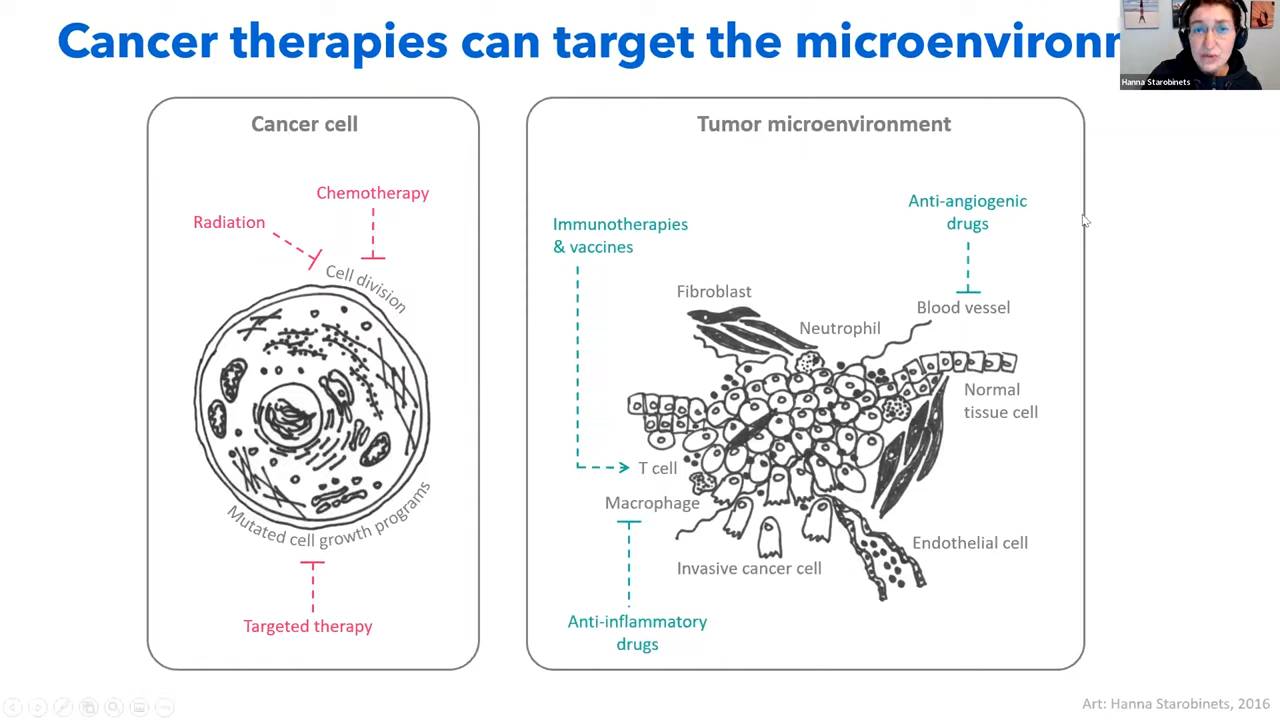 Cancer therapies can target the microenvironm
Hanna Starobinets
Cancer cell
Chemotherapy
Radiation
Cell division
Mutated cell growth programs
Targeted therapy
Tumor microenvironment
Immunotherapies
& vaccines
Anti-angiogenic
drugs
Fibroblast
Neutrophil
Blood vessel
Normal
tissue cell
T cell
Macrophage
Invasive cancer cell
Endothelial cell
Anti-inflammatory
drugs
Art: Hanna Starobinets, 2016